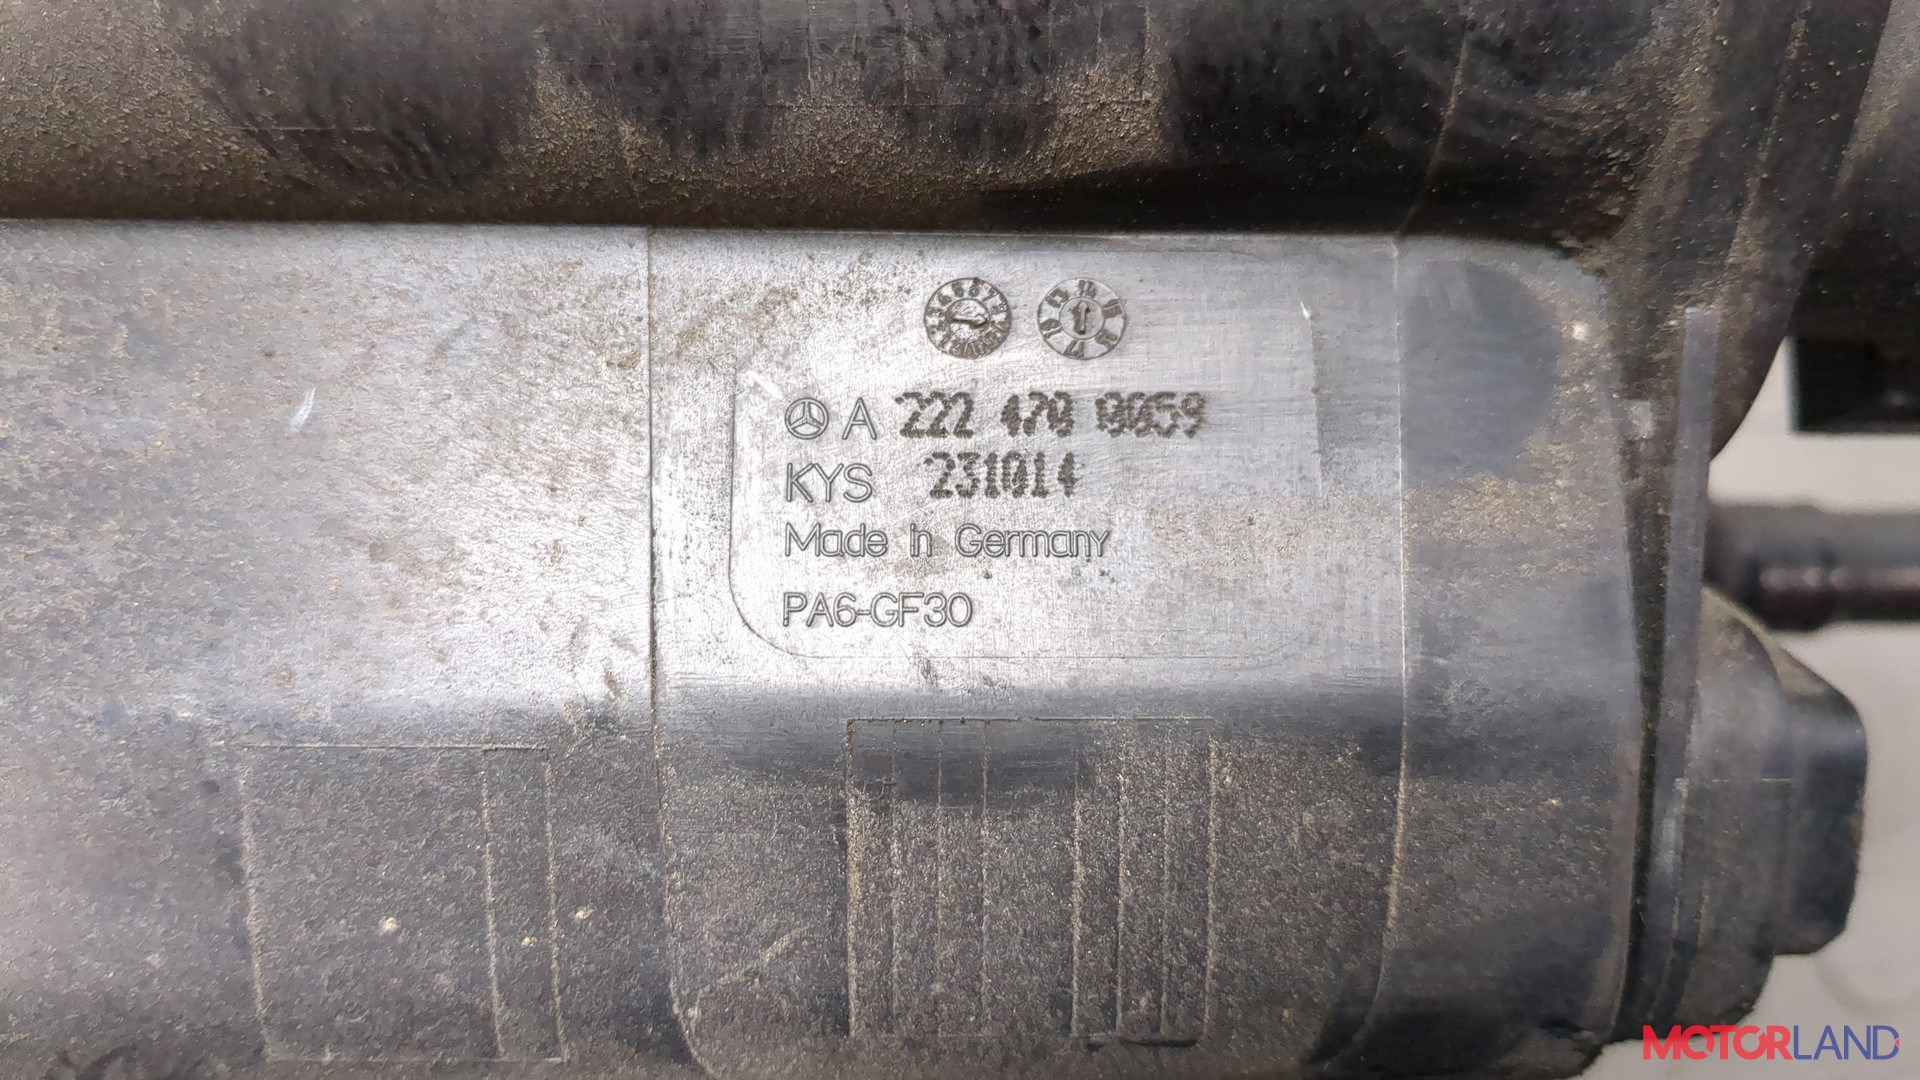 A 222 470 0059
KYS 231014
Made in Germany
PA6-GF30
MOTORLAND